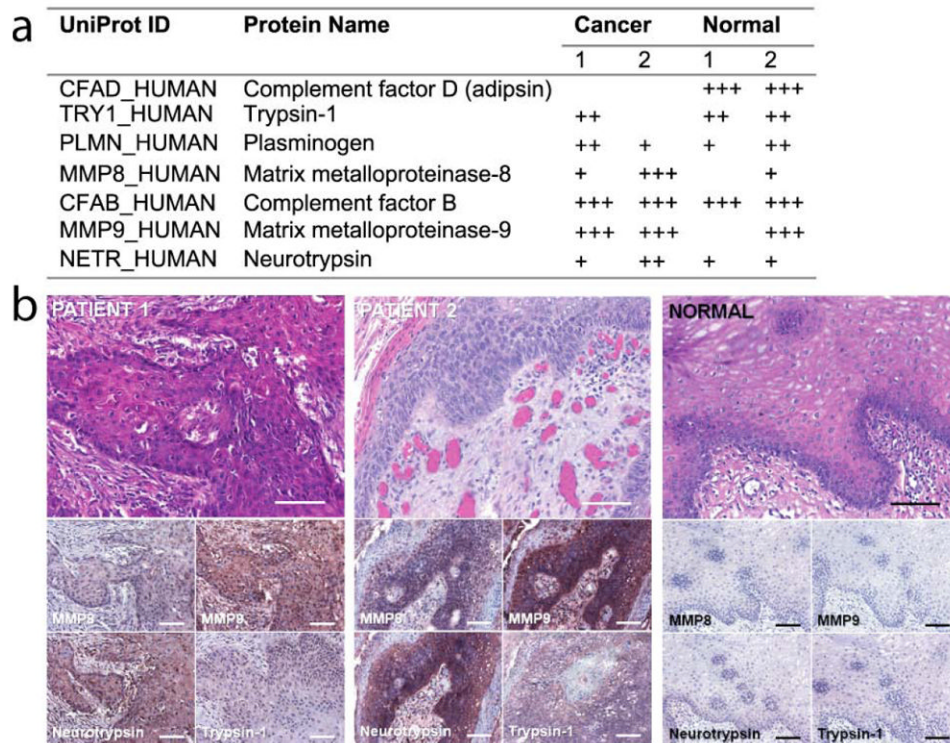 a
UniProt ID Protein Name Cancer Normal
1 2 1 2
CFAD_HUMAN Complement factor D (adipsin) +++ +++
TRY1_HUMAN Trypsin-1 ++ ++ ++
PLMN_HUMAN Plasminogen ++ + + ++
MMP8_HUMAN Matrix metalloproteinase-8 + +++ +
CFAB_HUMAN Complement factor B +++ +++ +++ +++
MMP9_HUMAN Matrix metalloproteinase-9 +++ +++ +++
NETR_HUMAN Neurotrypsin + ++ + +
b
PATIENT 1 PATIENT 2 NORMAL
MMP8 MMP9 MMP8 MMP9 MMP8 MMP9
Neurotrypsin Trypsin-1 Neurotrypsin Trypsin-1 Neurotrypsin Trypsin-1